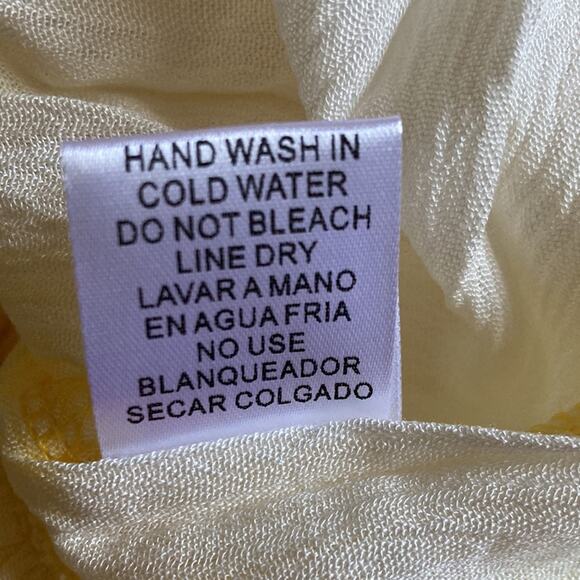 HAND WASH IN
COLD WATER
DO NOT BLEACH
LINE DRY
LAVAR A MANO
EN AGUA FRIA
NO USE
BLANQUEADOR
SECAR COLGADO